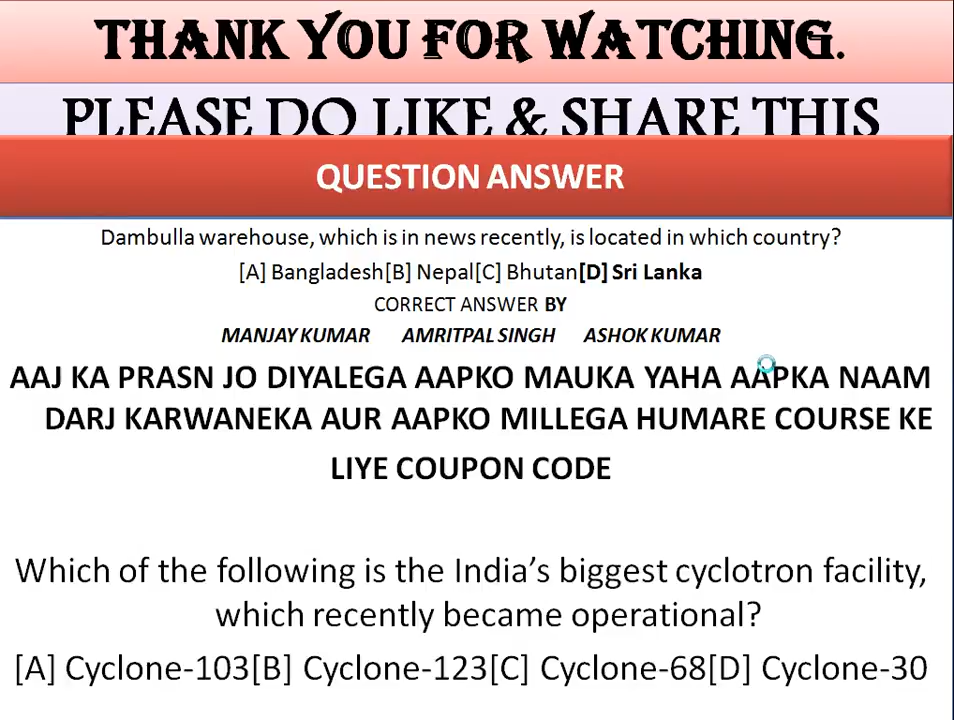 THANK YOU FOR WATCHING.
PLEASE DO LIKE & SHARE THIS
QUESTION ANSWER
Dambulla warehouse, which is in news recently, is located in which country?
[A] Bangladesh[B] Nepal[C] Bhutan[D] Sri Lanka
CORRECT ANSWER BY
MANJAY KUMAR AMRITPAL SINGH ASHOK KUMAR
AAJ KA PRASN JO DIYALEGA AAPKO MAUKA YAHA AAPKA NAAM
DARJ KARWANEKA AUR AAPKO MILLEGA HUMARE COURSE KE
LIYE COUPON CODE
Which of the following is the India’s biggest cyclotron facility,
which recently became operational?
[A] Cyclone-103[B] Cyclone-123[C] Cyclone-68[D] Cyclone-30